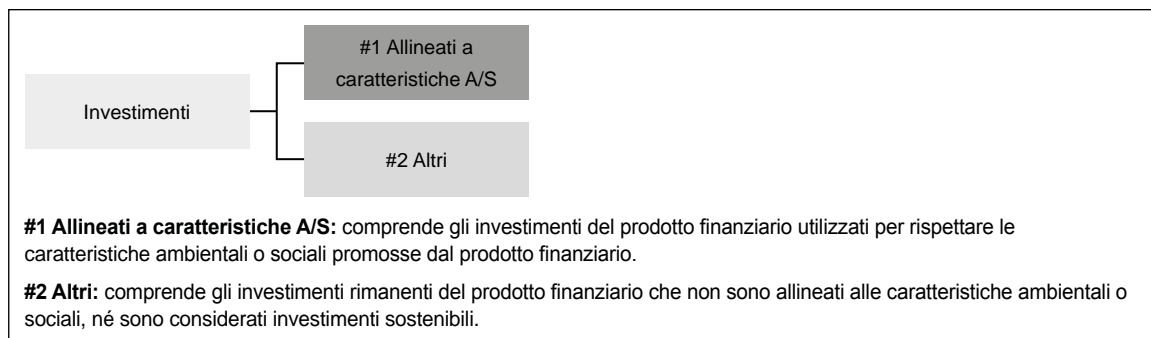 #1 Allineati a
caratteristiche A/S
Investimenti
#2 Altri
#1 Allineati a caratteristiche A/S: comprende gli investimenti del prodotto finanziario utilizzati per rispettare le
caratteristiche ambientali o sociali promosse dal prodotto finanziario.
#2 Altri: comprende gli investimenti rimanenti del prodotto finanziario che non sono allineati alle caratteristiche ambientali o
sociali, né sono considerati investimenti sostenibili.